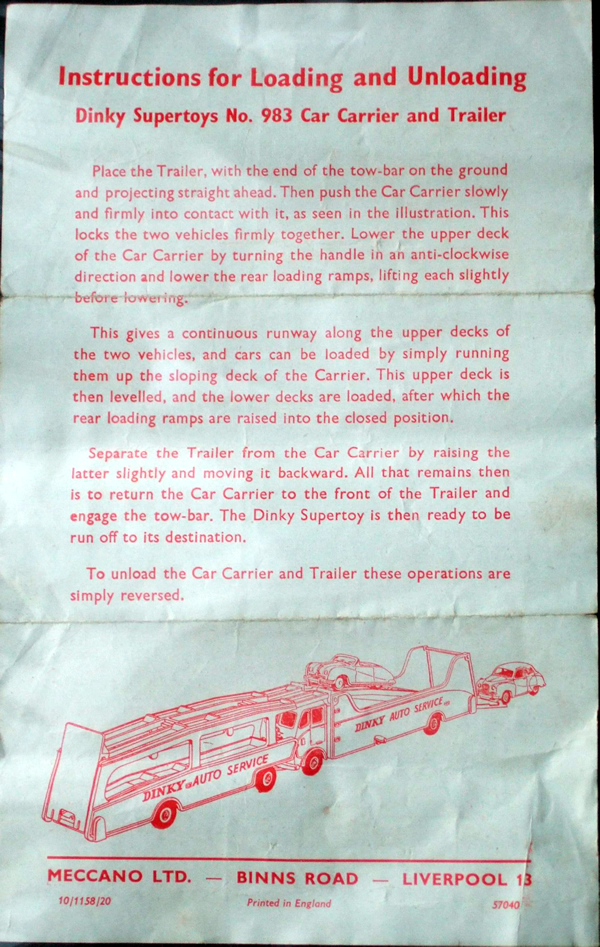 Instructions for Loading and Unloading
Dinky Supertoys No. 983 Car Carrier and Trailer
Place the Trailer, with the end of the tow-bar on the ground
and projecting straight ahead. Then push the Car Carrier slowly
and firmly into contact with it, as seen in the illustration. This
locks the two vehicles firmly together. Lower the upper deck
of the Car Carrier by turning the handle in an anti-clockwise
direction and lower the rear loading ramps, lifting each slightly
before lowering.
This gives a continuous runway along the upper decks of
the two vehicles, and cars can be loaded by simply running
them up the sloping deck of the Carrier. This upper deck is
then levelled, and the lower decks are loaded, after which the
rear loading ramps are raised into the closed position.
Separate the Trailer from the Car Carrier by raising the
latter slightly and moving it backward. All that remains then
is to return the Car Carrier to the front of the Trailer and
engage the tow-bar. The Dinky Supertoy is then ready to be
run off to its destination.
To unload the Car Carrier and Trailer these operations are
simply reversed.
DINKY AUTO SERVICE
DINKY AUTO SERVICE
MECCANO LTD. — BINNS ROAD — LIVERPOOL 13
10/1158/20 Printed in England 57040